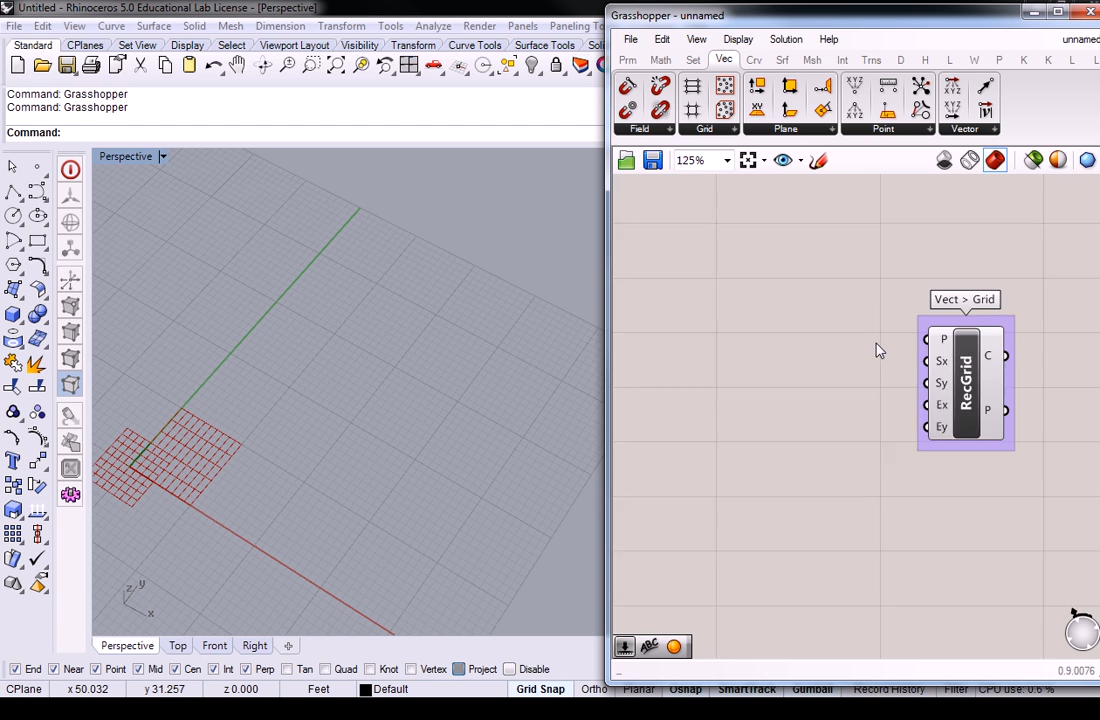 Untitled - Rhinoceros 5.0 Educational Lab License - [Perspective]
File Edit View Curve Surface Solid Mesh Dimension Transform Tools Analyze Render Panels Paneling To
Standard CPlanes Set View Display Select Viewport Layout Visibility Transform Curve Tools Surface Tools Soli
Command: Grasshopper
Command: Grasshopper
Command:
Perspective
z y
x
Perspective Top Front Right
End Near Point Mid Cen Int Perp Tan Quad Knot Vertex Project Disable
CPlane x 50.032 y 31.257 z 0.000 Feet Default Grid Snap Ortho Planar Osnap SmartTrack Gumball Record History Filter CPU use: 0.6 %
Grasshopper - unnamed
File Edit View Display Solution Help unnamed
Prm Math Set Vec Crv Srf Msh Int Trns D H L W P K K L L
Field Grid Plane Point Vector
125%
Vect > Grid
P
Sx
Sy
Ex
Ey
RecGrid
C
P
ABC
0.9.0076